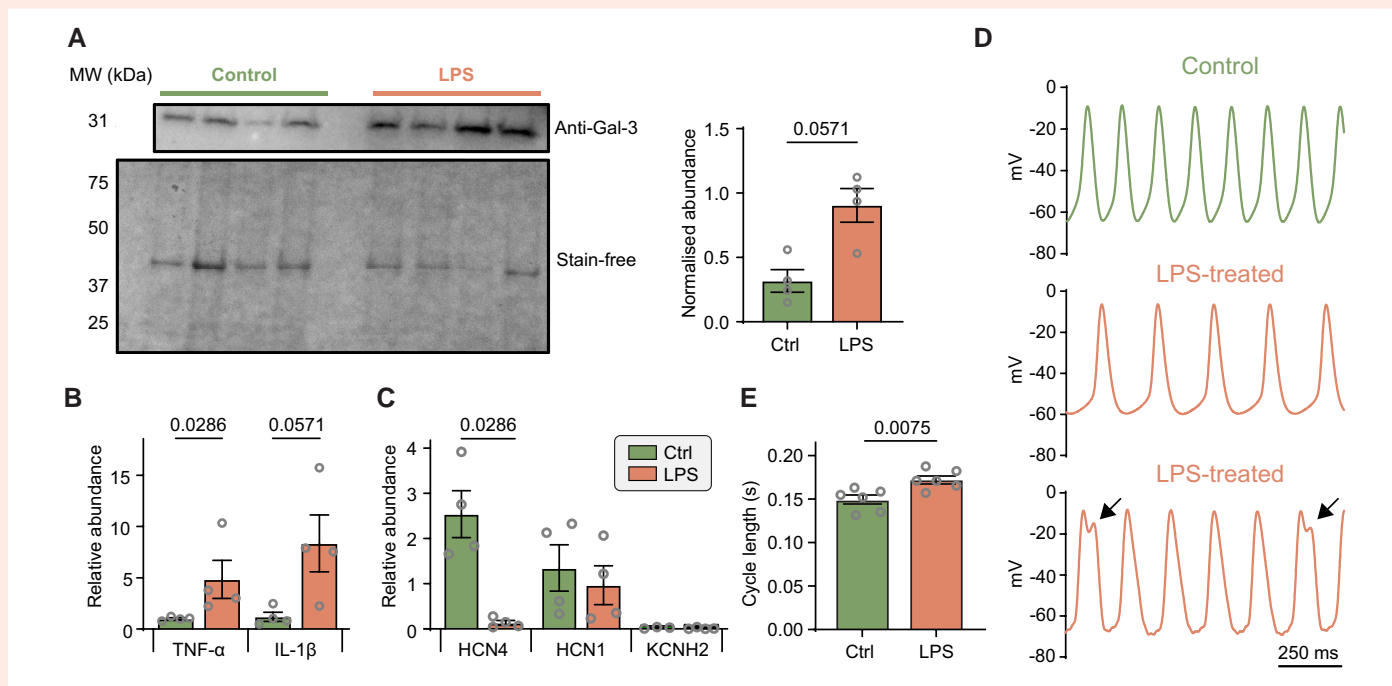 A
MW (kDa)
Control
LPS
31
Anti-Gal-3
75
50
37
25
Stain-free
Normalised abundance
1.5
1.0
0.5
0.0
0.0571
Ctrl
LPS
B
Relative abundance
15
10
5
0
0.0286
0.0571
TNF-α
IL-1β
C
Relative abundance
4
3
2
1
0
0.0286
Ctrl
LPS
HCN4
HCN1
KCNH2
E
Cycle length (s)
0.20
0.15
0.10
0.05
0.00
0.0075
Ctrl
LPS
D
Control
mV
0
-20
-40
-60
-80
LPS-treated
mV
0
-20
-40
-60
-80
LPS-treated
mV
0
-20
-40
-60
-80
250 ms